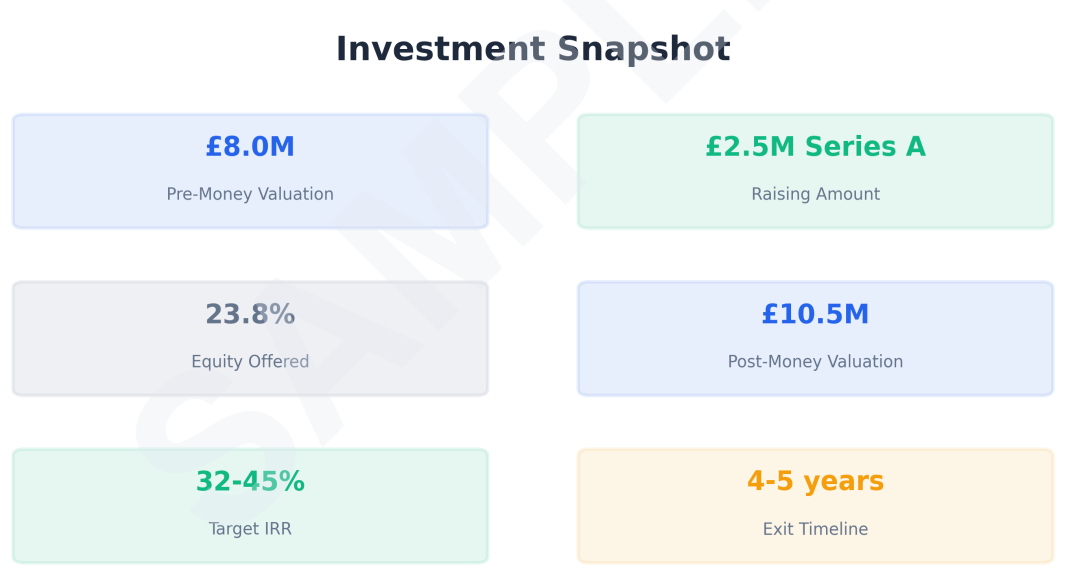 Investment Snapshot
£8.0M
Pre-Money Valuation
£2.5M Series A
Raising Amount
23.8%
Equity Offered
£10.5M
Post-Money Valuation
32-45%
Target IRR
4-5 years
Exit Timeline
SAMPL